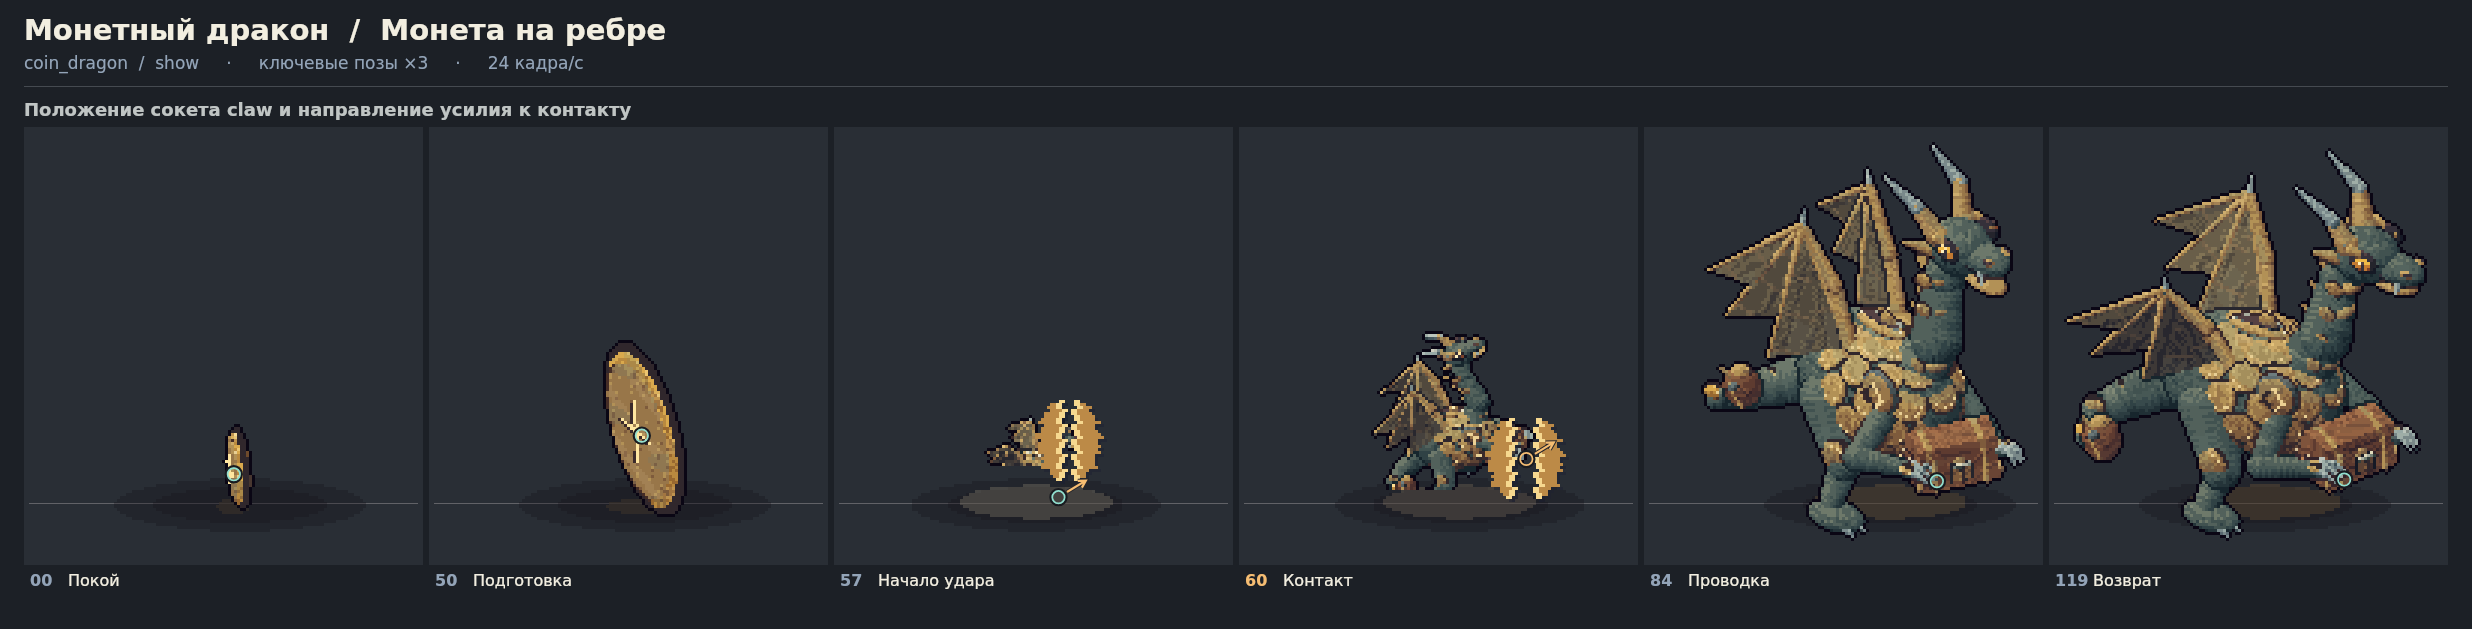 Монетный дракон / Монета на ребре
coin_dragon / show · ключевые позы ×3 · 24 кадра/с
Положение сокета claw и направление усилия к контакту
00 Покой
50 Подготовка
57 Начало удара
60 Контакт
84 Проводка
119 Возврат